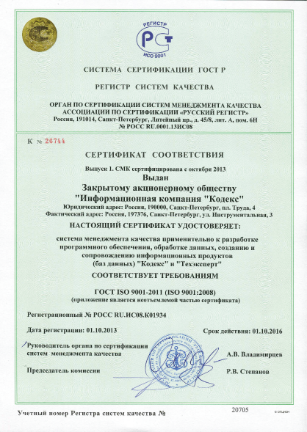 РЕГИСТР
ИСО 9001
СИСТЕМА СЕРТИФИКАЦИИ ГОСТ Р
РЕГИСТР СИСТЕМ КАЧЕСТВА
ОРГАН ПО СЕРТИФИКАЦИИ СИСТЕМ МЕНЕДЖМЕНТА КАЧЕСТВА
АССОЦИАЦИИ ПО СЕРТИФИКАЦИИ «РУССКИЙ РЕГИСТР»
Россия, 191014, Санкт-Петербург, Литейный пр., д. 45/8, лит. А, пом. 6Н
№ РОСС RU.0001.13ИС08
К № 26744
СЕРТИФИКАТ СООТВЕТСТВИЯ
Выпуск 1. СМК сертифицирована с октября 2013
Выдан
Закрытому акционерному обществу
"Информационная компания "Кодекс"
Юридический адрес: Россия, 190000, Санкт-Петербург, пл. Труда, 4
Фактический адрес: Россия, 197376, Санкт-Петербург, ул. Инструментальная, 3
НАСТОЯЩИЙ СЕРТИФИКАТ УДОСТОВЕРЯЕТ:
система менеджмента качества применительно к разработке
программного обеспечения, обработке данных, созданию и
сопровождению информационных продуктов
(баз данных) "Кодекс" и "Техэксперт"
СООТВЕТСТВУЕТ ТРЕБОВАНИЯМ
ГОСТ ISO 9001-2011 (ISO 9001:2008)
(приложение является неотъемлемой частью сертификата)
Регистрационный № РОСС RU.ИС08.К01934
Дата регистрации: 01.10.2013 Срок действия: 01.10.2016
Руководитель органа по сертификации
систем менеджмента качества А.В. Владимирцев
Председатель комиссии Р.В. Степанов
Учетный номер Регистра систем качества № 20705